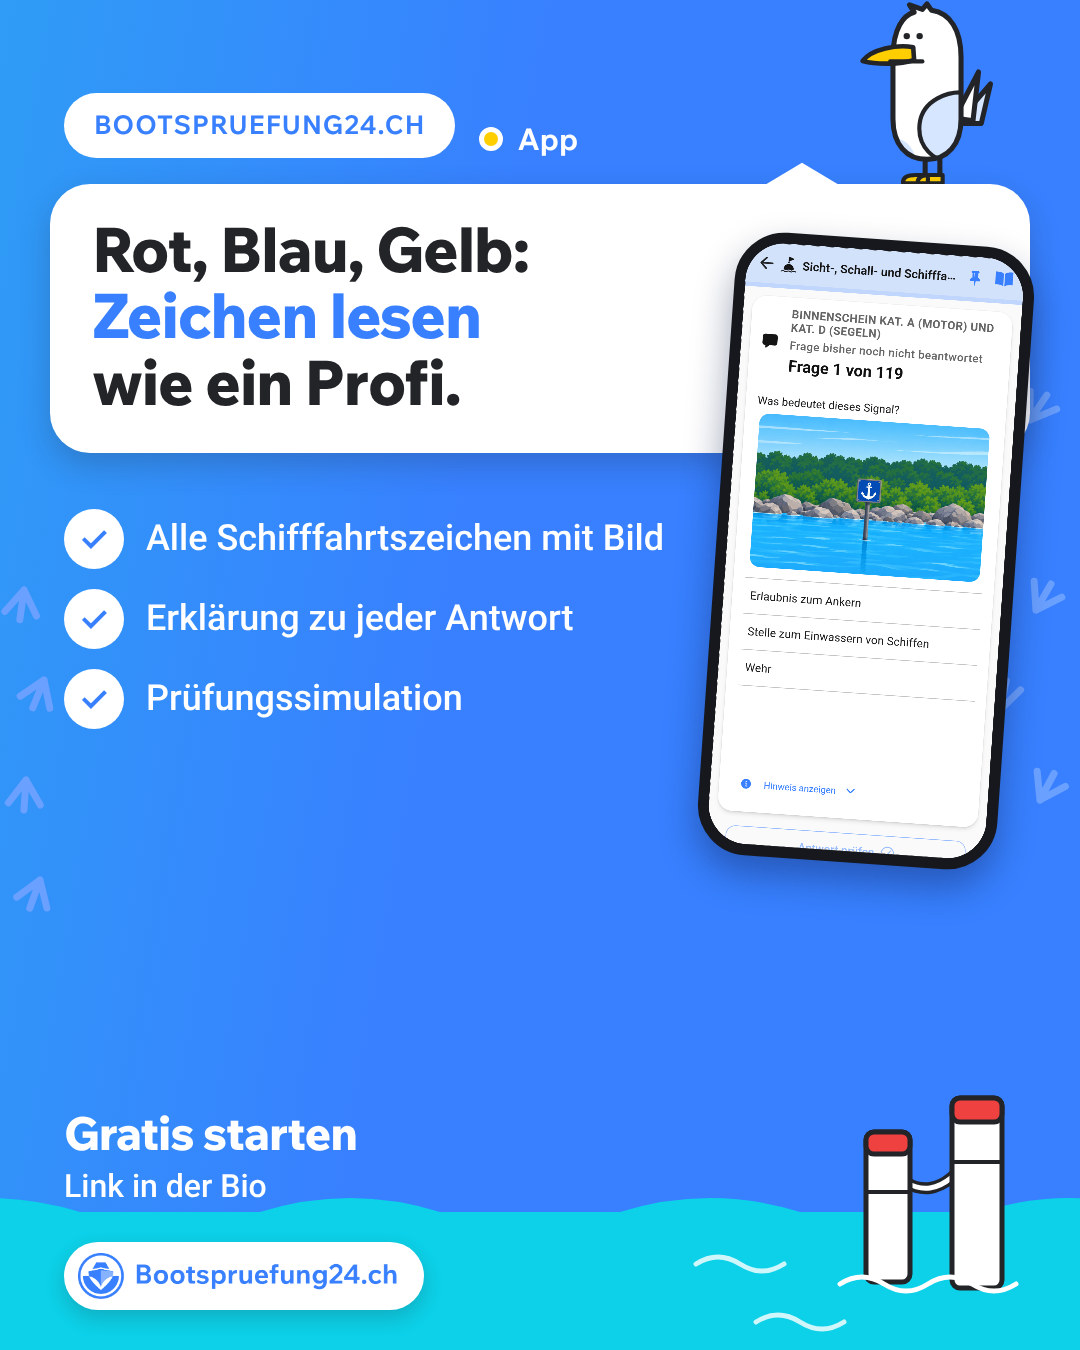 BOOTSPRUEFUNG24.CH
App
Rot, Blau, Gelb:
Zeichen lesen
wie ein Profi.
Alle Schifffahrtszeichen mit Bild
Erklärung zu jeder Antwort
Prüfungssimulation
Sicht-, Schall- und Schifffa...
BINNENSCHEIN KAT. A (MOTOR) UND
KAT. D (SEGELN)
Frage bisher noch nicht beantwortet
Frage 1 von 119
Was bedeutet dieses Signal?
Erlaubnis zum Ankern
Stelle zum Einwassern von Schiffen
Wehr
Hinweis anzeigen
Antwort prüfen
Gratis starten
Link in der Bio
Bootspruefung24.ch